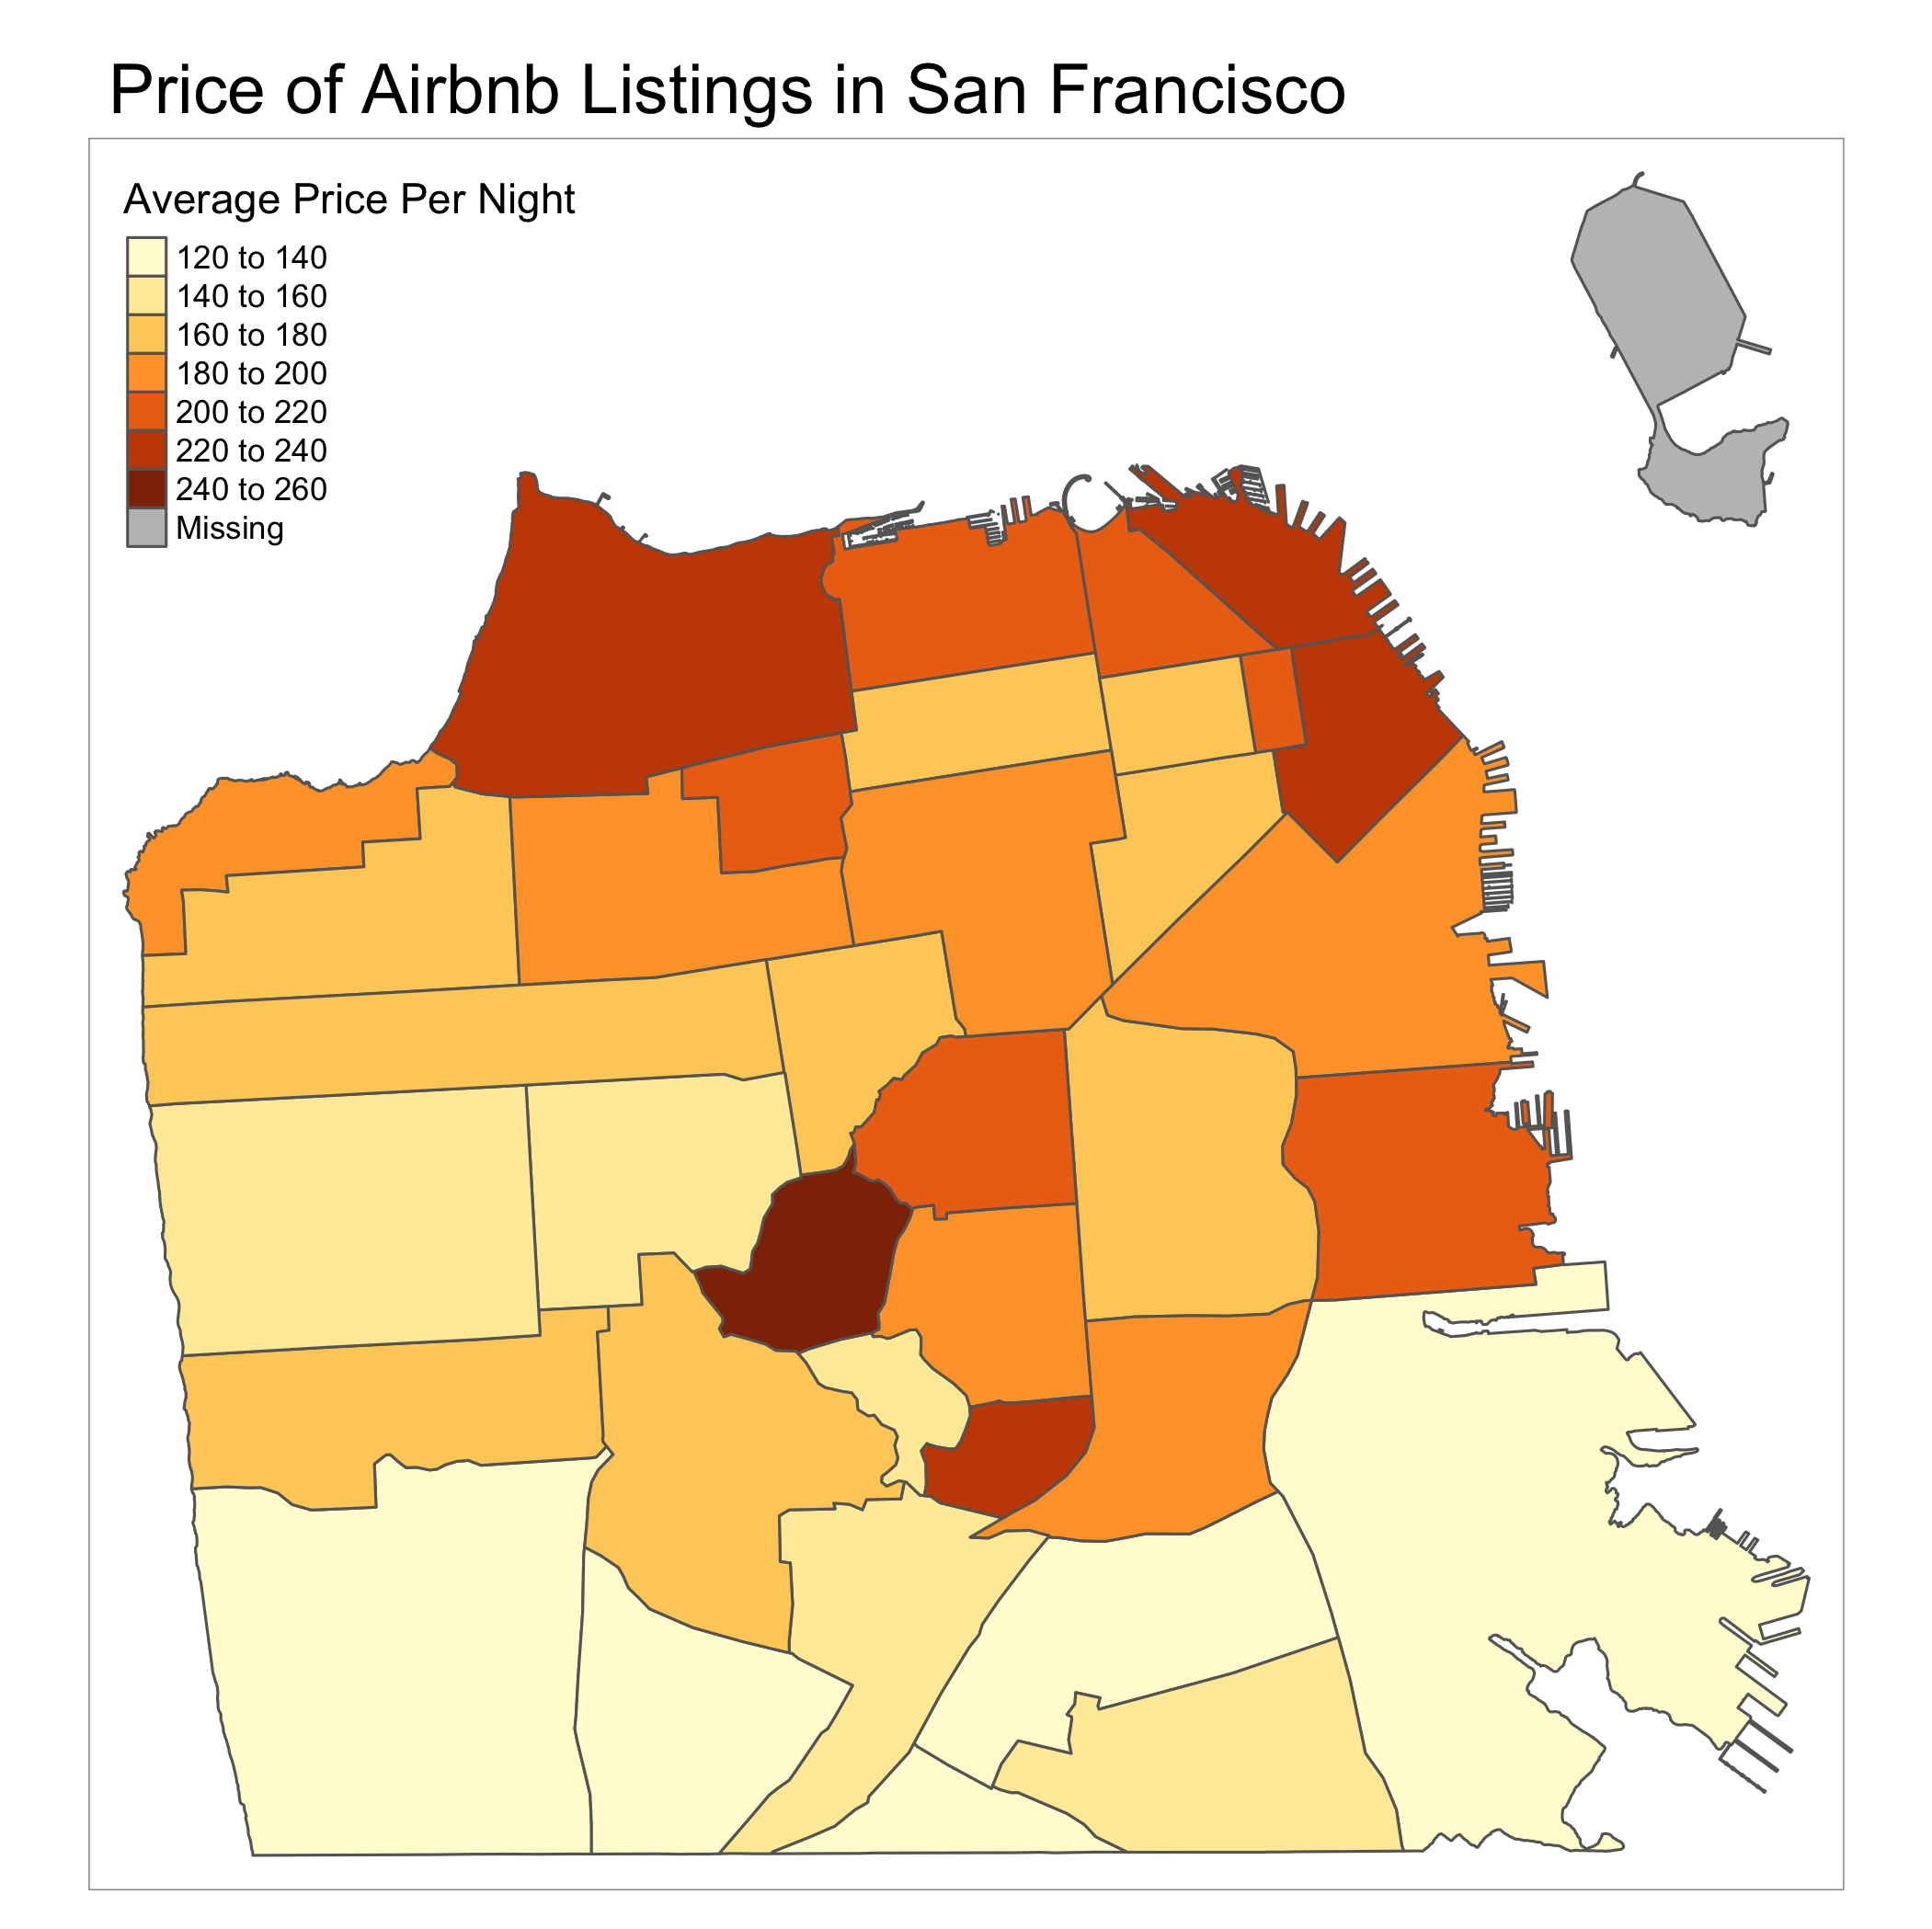 Price of Airbnb Listings in San Francisco
Average Price Per Night
120 to 140
140 to 160
160 to 180
180 to 200
200 to 220
220 to 240
240 to 260
Missing